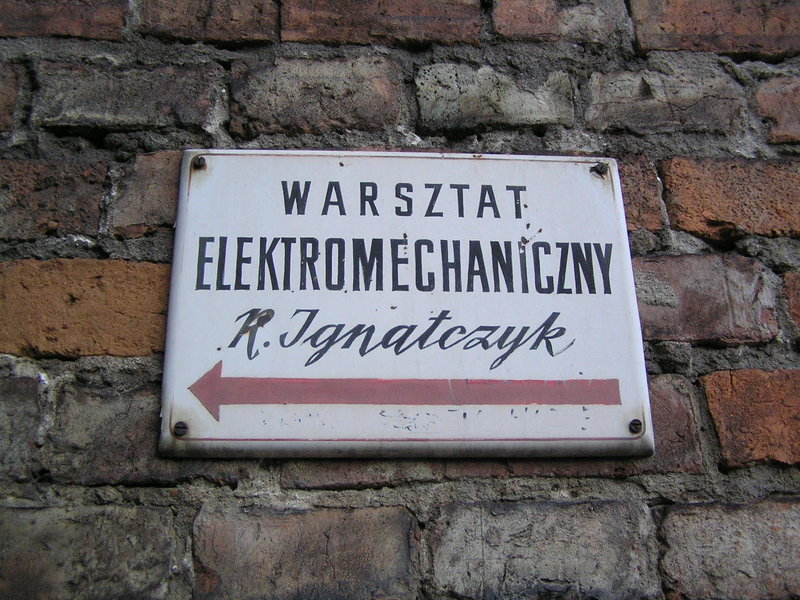 WARSZTAT
ELEKTROMECHANICZNY
R. Ignatczyk